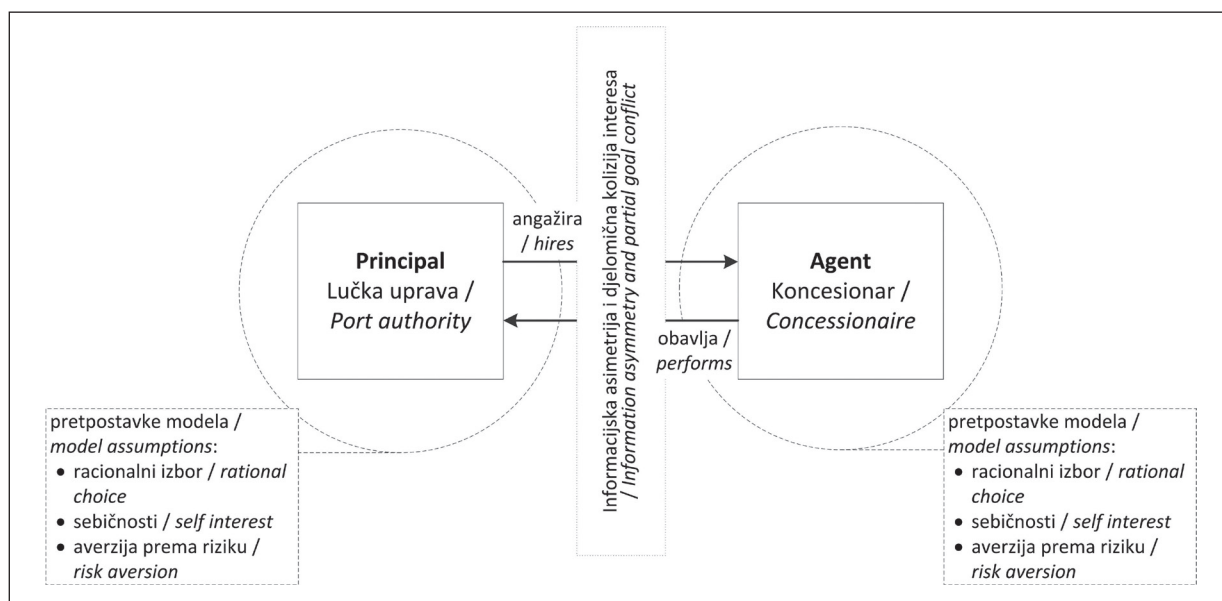 Principal
Lučka uprava /
Port authority
angažira
/ hires
Informacijska asimetrija i djelomična kolizija interesa
/ Information asymmetry and partial goal conflict
obavlja /
performs
Agent
Koncesionar /
Concessionaire
pretpostavke modela /
model assumptions:
• racionalni izbor / rational
choice
• sebičnosti / self interest
• averzija prema riziku /
risk aversion
pretpostavke modela /
model assumptions:
• racionalni izbor / rational
choice
• sebičnosti / self interest
• averzija prema riziku /
risk aversion